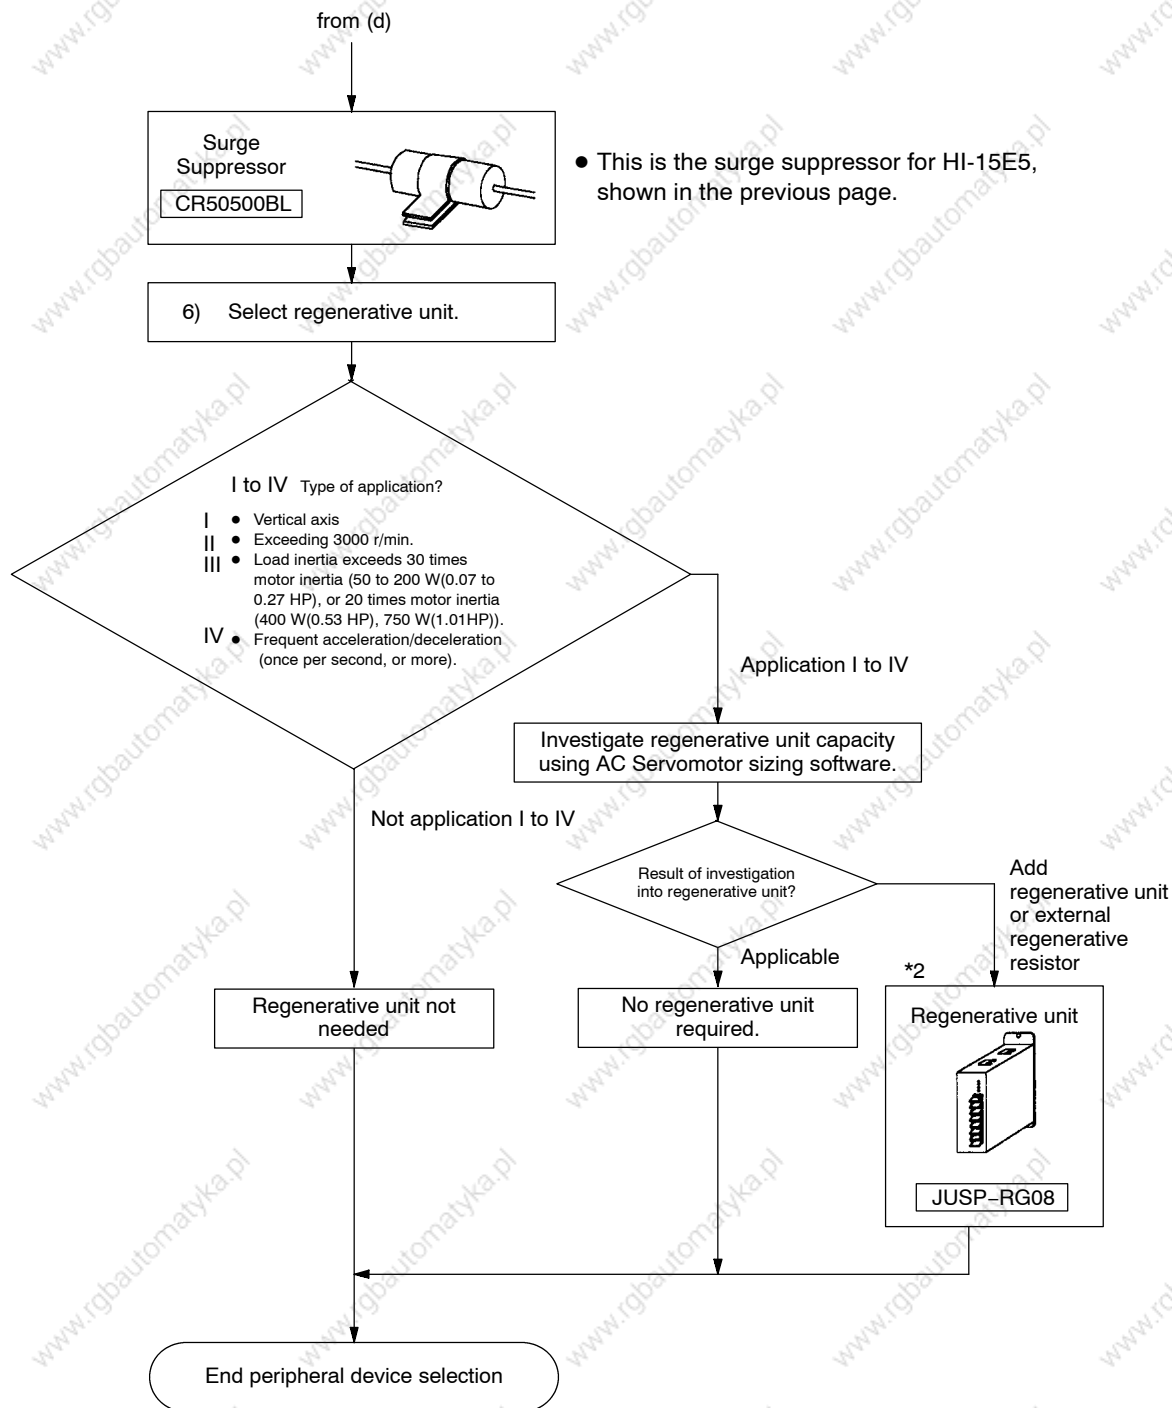 from (d)
Surge
Suppressor
CR50500BL
● This is the surge suppressor for HI-15E5,
shown in the previous page.
6) Select regenerative unit.
I to IV Type of application?
I ● Vertical axis
II ● Exceeding 3000 r/min.
III ● Load inertia exceeds 30 times
motor inertia (50 to 200 W(0.07 to
0.27 HP), or 20 times motor inertia
(400 W(0.53 HP), 750 W(1.01HP)).
IV ● Frequent acceleration/deceleration
(once per second, or more).
Application I to IV
Investigate regenerative unit capacity
using AC Servomotor sizing software.
Not application I to IV
Result of investigation
into regenerative unit?
Add
regenerative unit
or external
regenerative
resistor
Applicable
*2
Regenerative unit not
needed
No regenerative unit
required.
Regenerative unit
JUSP−RG08
End peripheral device selection
www.rgbautomatyka.pl